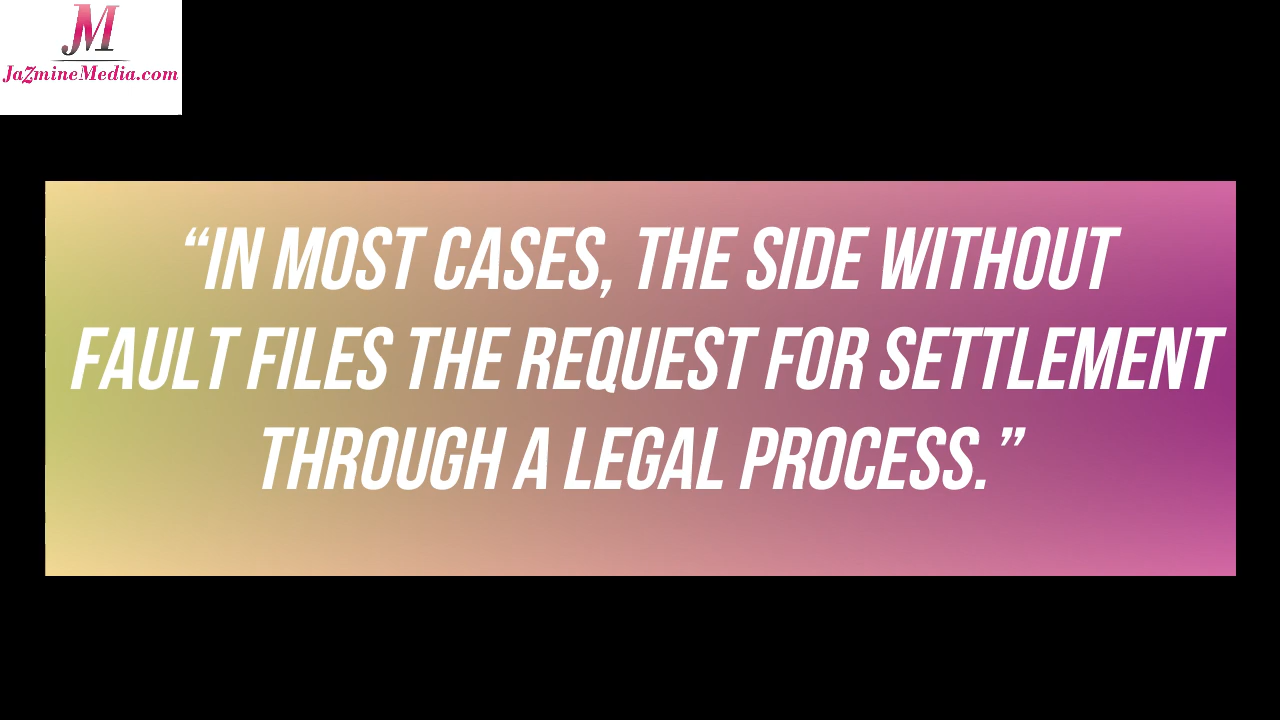 JM
JaZmineMedia.com
“IN MOST CASES, THE SIDE WITHOUT
FAULT FILES THE REQUEST FOR SETTLEMENT
THROUGH A LEGAL PROCESS.”